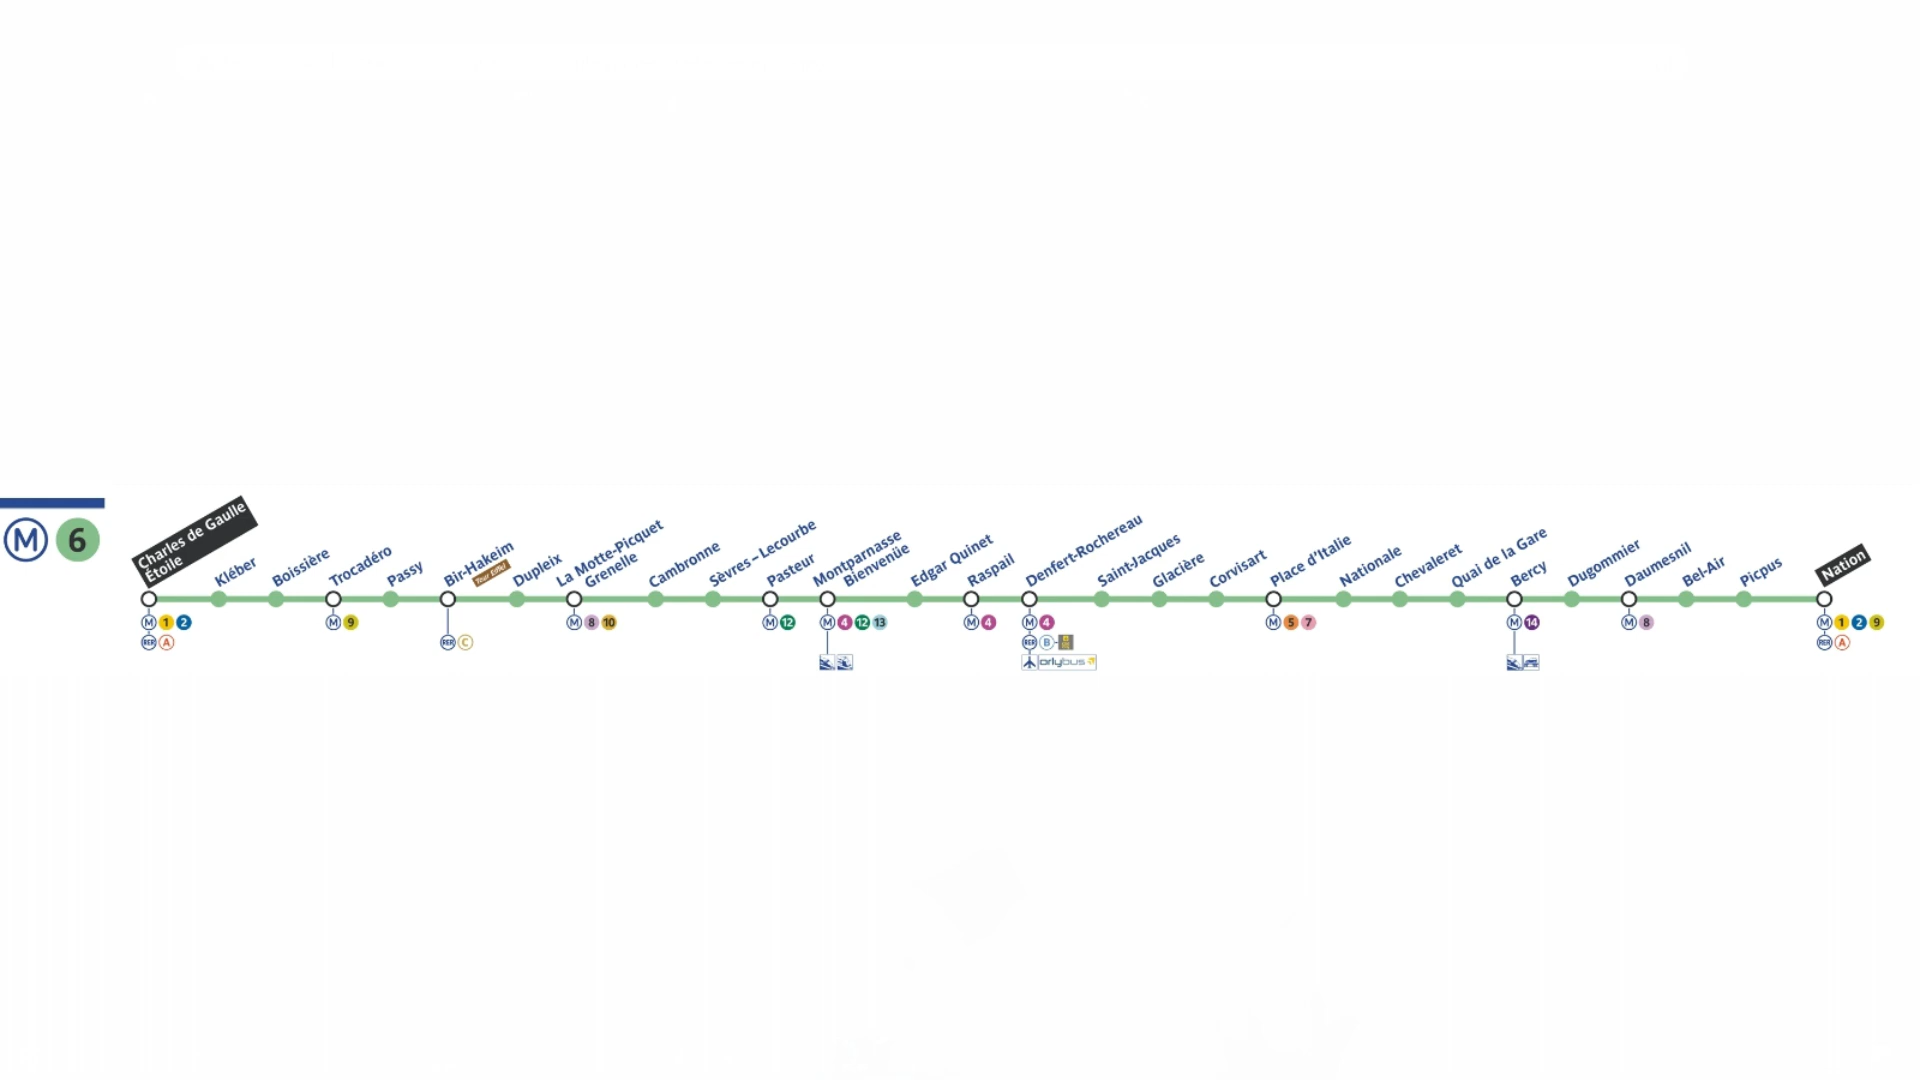 M 6
Charles de Gaulle
Étoile
Kléber
Boissière
Trocadéro
Passy
Bir-Hakeim
Tour Eiffel
Dupleix
La Motte-Picquet
Grenelle
Cambronne
Sèvres – Lecourbe
Pasteur
Montparnasse
Bienvenüe
Edgar Quinet
Raspail
Denfert-Rochereau
Saint-Jacques
Glacière
Corvisart
Place d'Italie
Nationale
Chevaleret
Quai de la Gare
Bercy
Dugommier
Daumesnil
Bel-Air
Picpus
Nation
M 1 2
RER A
M 9
RER C
M 8 10
M 12
M 4 12 13
M 4
M 4
RER B
orlybus
M 5 7
M 14
M 8
M 1 2 9
RER A